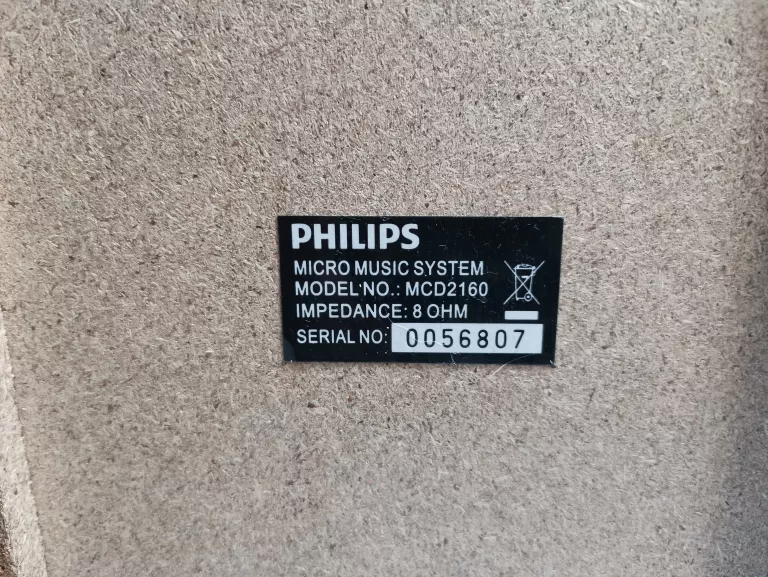 PHILIPS
MICRO MUSIC SYSTEM
MODEL NO.: MCD2160
IMPEDANCE: 8 OHM
SERIAL NO: 0056807